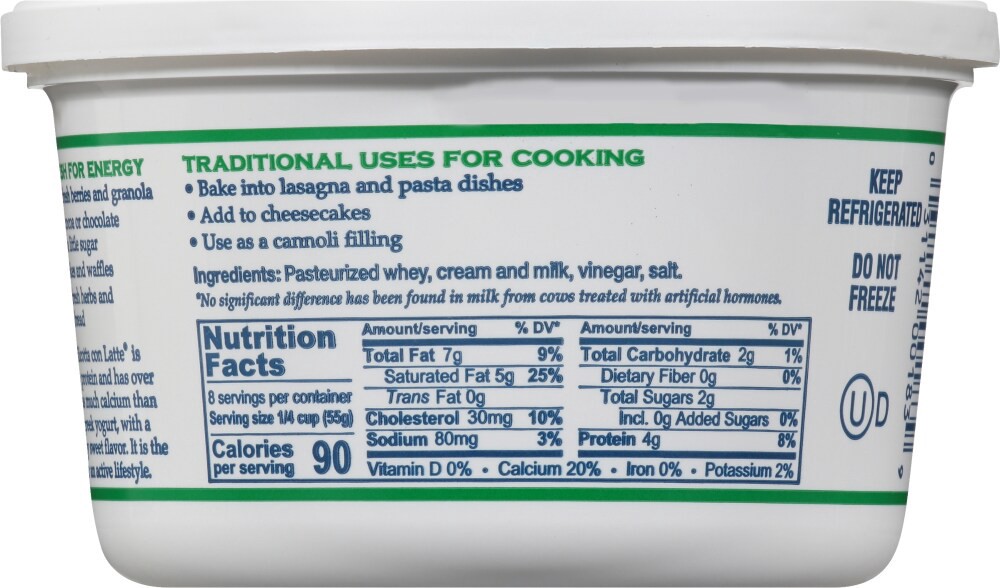 FOR ENERGY
berries and granola
or chocolate
little sugar
and waffles
herbs and
con Latte® is
protein and has over
much calcium than
yogurt, with a
sweet flavor. It is the
active lifestyle.
TRADITIONAL USES FOR COOKING
• Bake into lasagna and pasta dishes
• Add to cheesecakes
• Use as a cannoli filling
Ingredients: Pasteurized whey, cream and milk, vinegar, salt.
*No significant difference has been found in milk from cows treated with artificial hormones.
Nutrition
Facts
8 servings per container
Serving size 1/4 cup (55g)
Calories
per serving 90
Amount/serving % DV*
Total Fat 7g 9%
Saturated Fat 5g 25%
Trans Fat 0g
Cholesterol 30mg 10%
Sodium 80mg 3%
Amount/serving % DV*
Total Carbohydrate 2g 1%
Dietary Fiber 0g 0%
Total Sugars 2g
Incl. 0g Added Sugars 0%
Protein 4g 8%
Vitamin D 0% • Calcium 20% • Iron 0% • Potassium 2%
KEEP
REFRIGERATED
DO NOT
FREEZE
UD